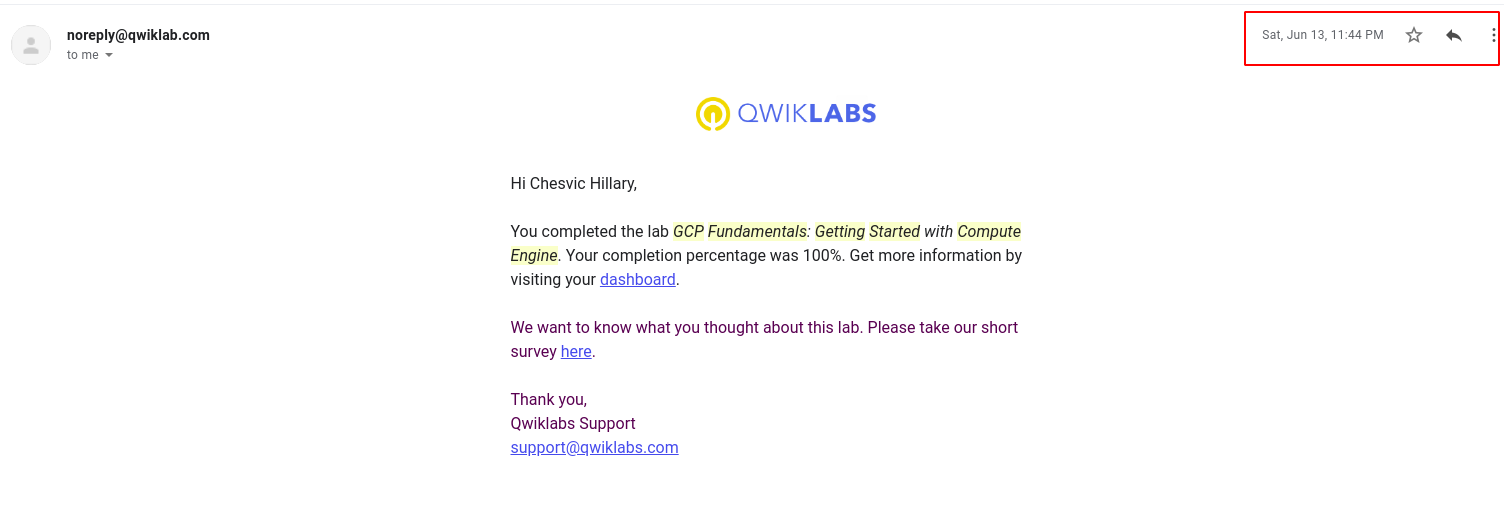 noreply@qwiklab.com
Sat, Jun 13, 11:44 PM
to me
QWIKLABS
Hi Chesvic Hillary,
You completed the lab GCP Fundamentals: Getting Started with Compute
Engine. Your completion percentage was 100%. Get more information by
visiting your dashboard.
We want to know what you thought about this lab. Please take our short
survey here.
Thank you,
Qwiklabs Support
support@qwiklabs.com